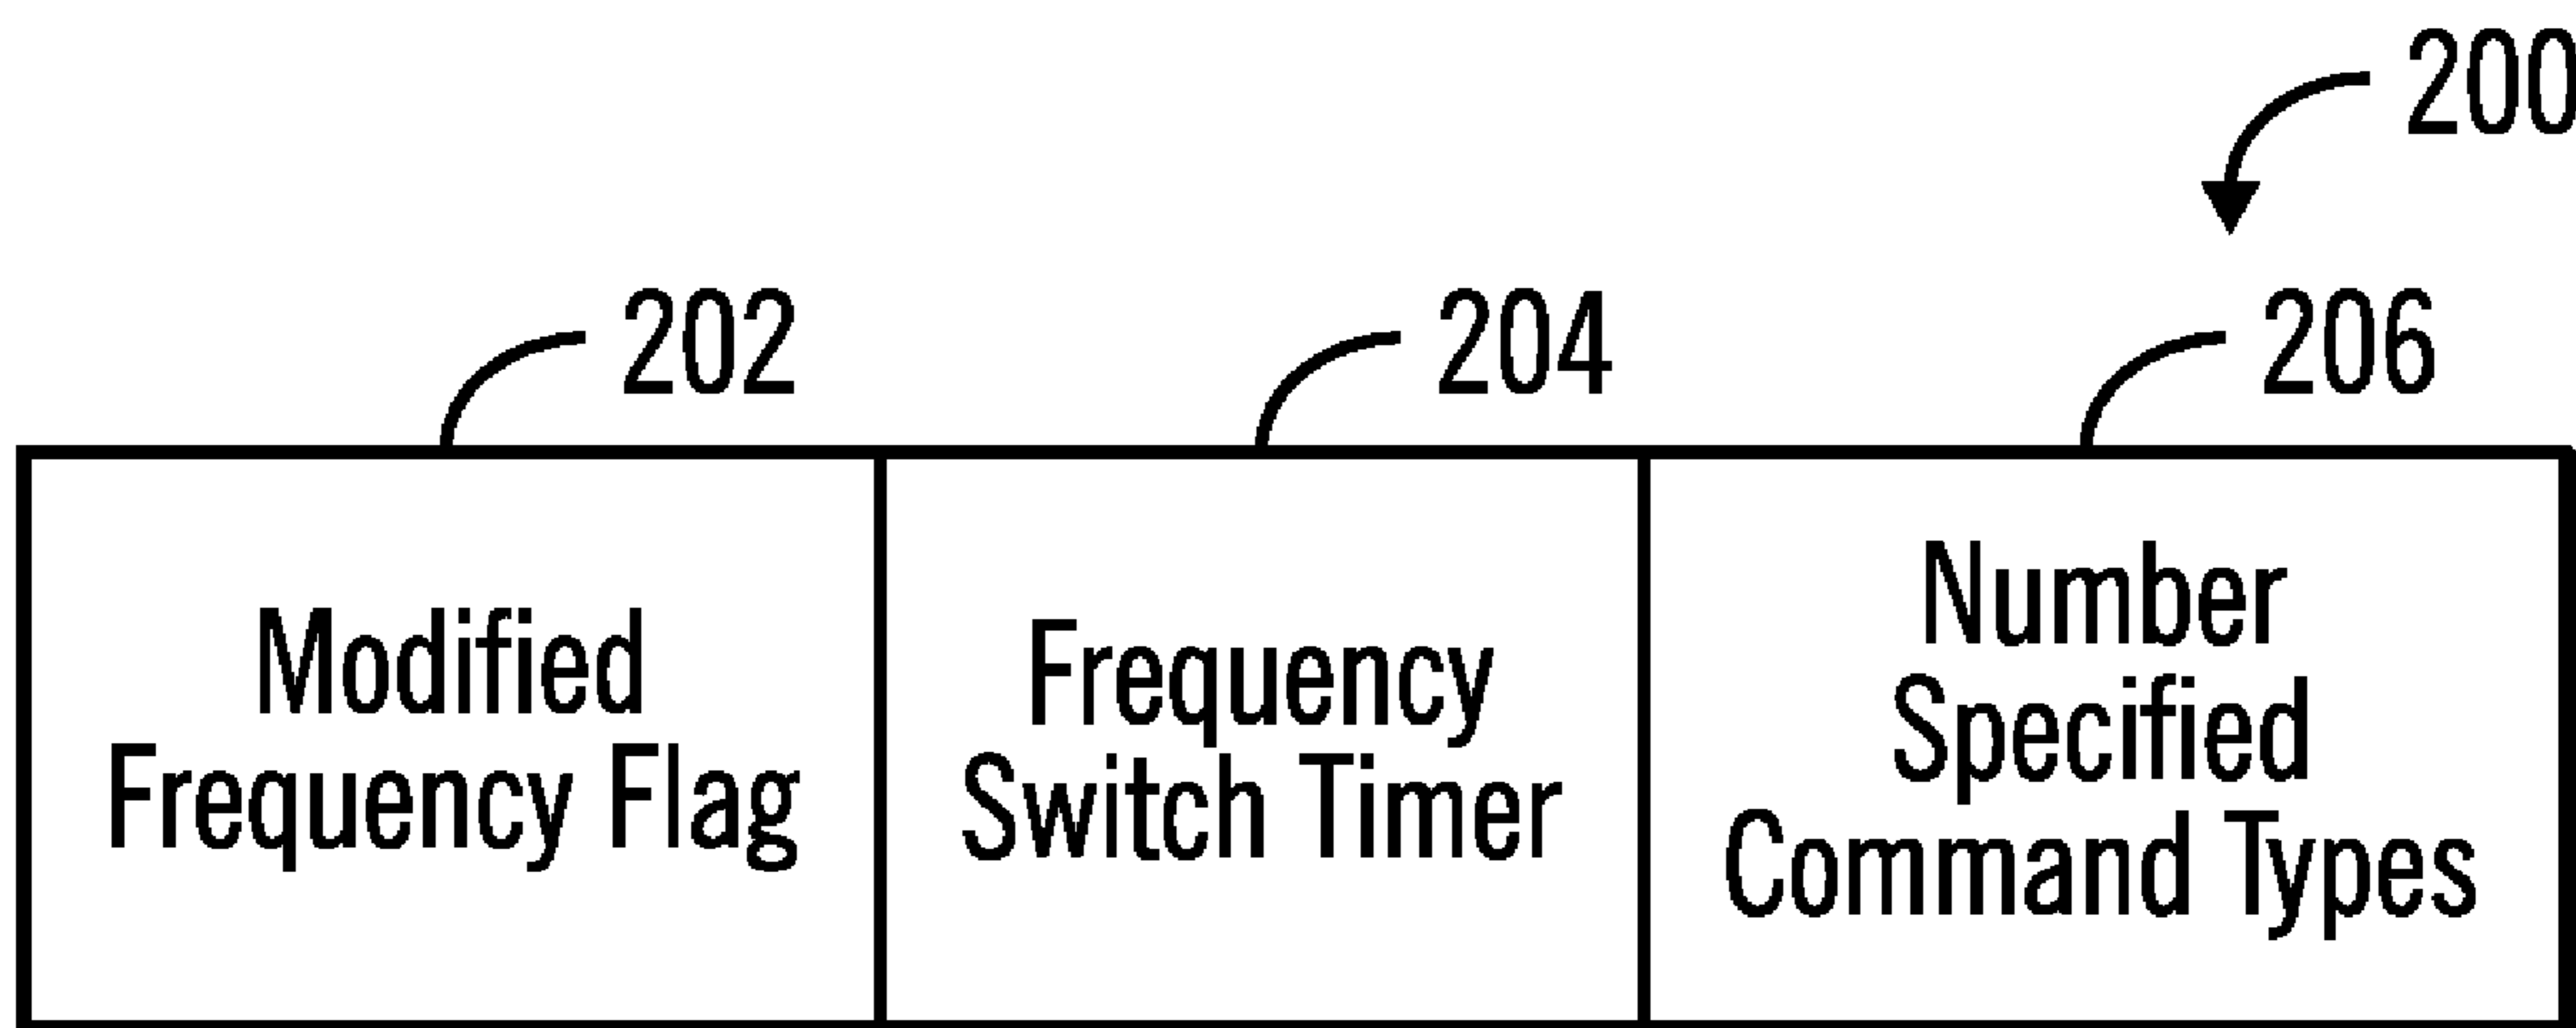 200
202
204
206
Modified
Frequency Flag
Frequency
Switch Timer
Number
Specified
Command Types